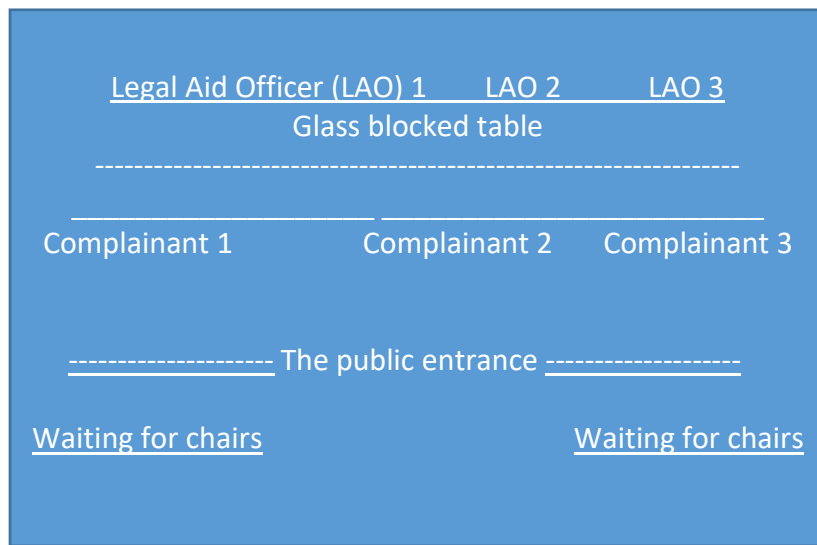 Legal Aid Officer (LAO) 1 LAO 2 LAO 3
Glass blocked table
Complainant 1 Complainant 2 Complainant 3
--------------------- The public entrance --------------------
Waiting for chairs Waiting for chairs